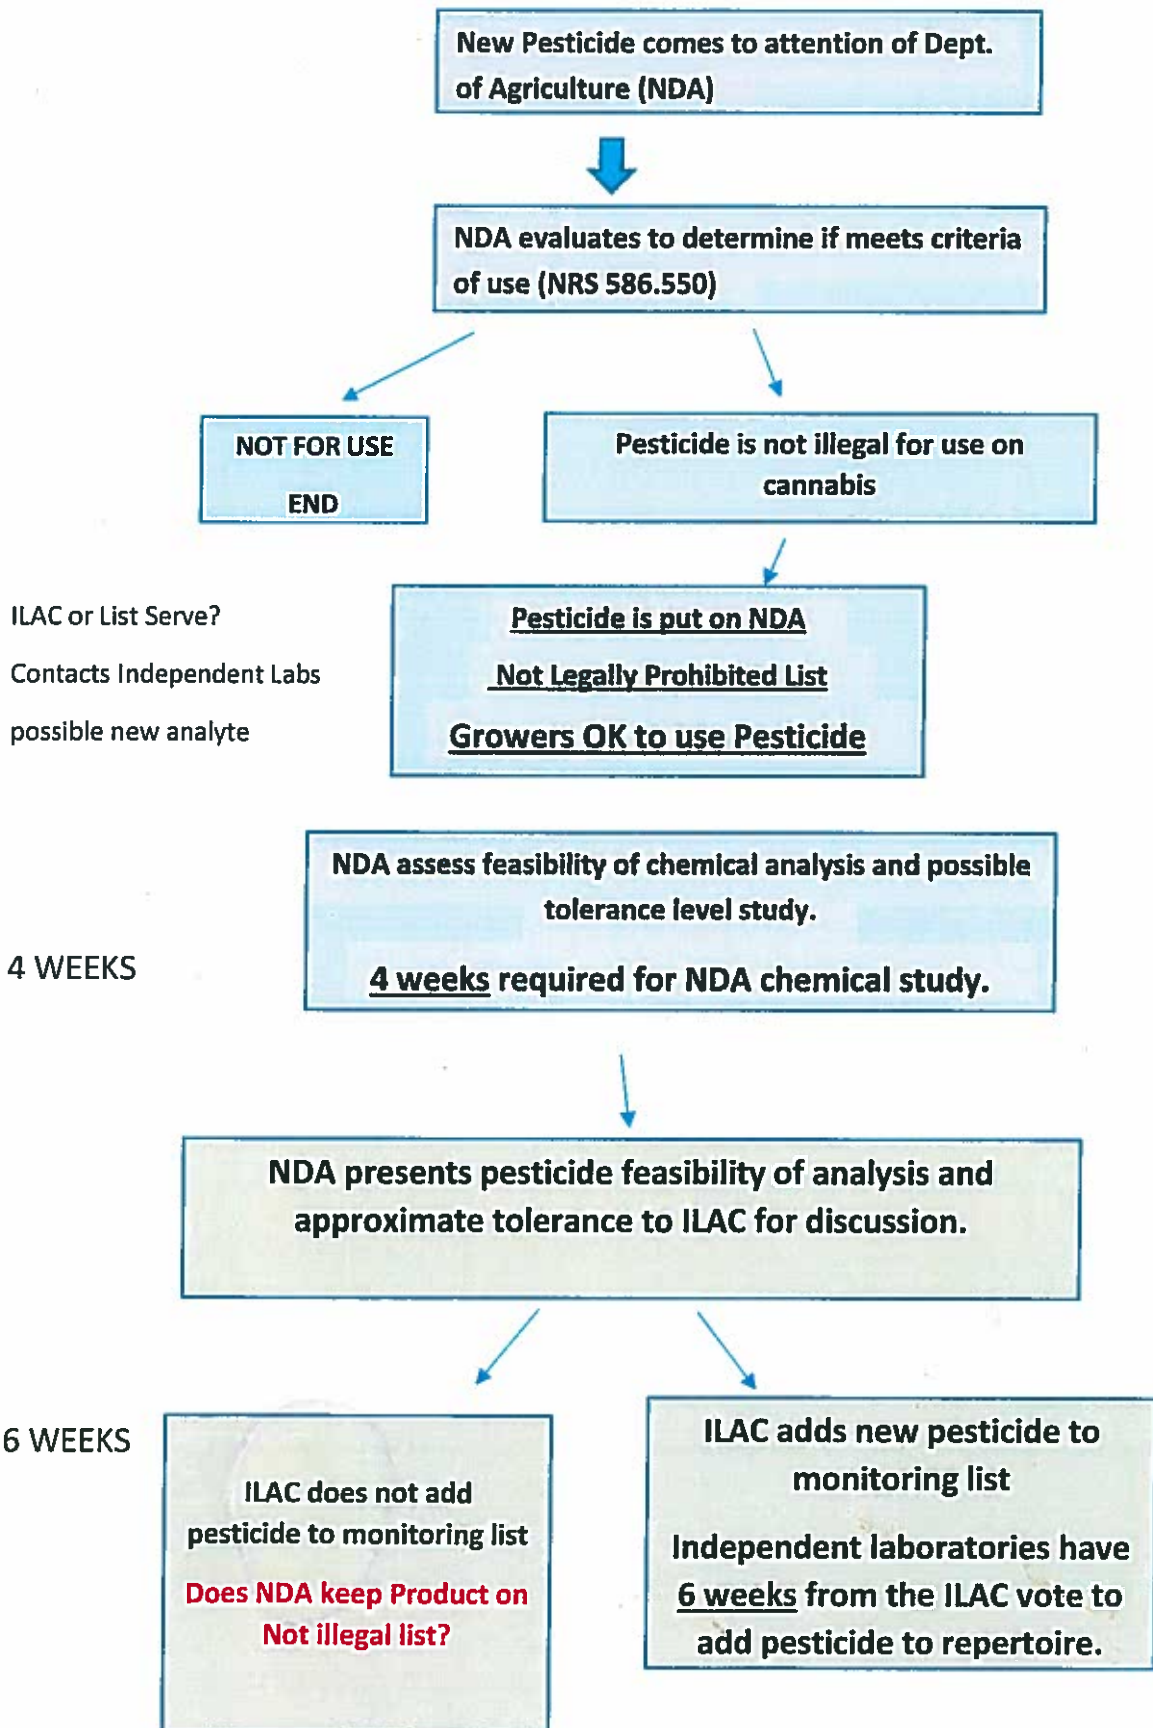 New Pesticide comes to attention of Dept.
of Agriculture (NDA)
NDA evaluates to determine if meets criteria
of use (NRS 586.550)
NOT FOR USE
END
Pesticide is not illegal for use on
cannabis
ILAC or List Serve?
Contacts Independent Labs
possible new analyte
Pesticide is put on NDA
Not Legally Prohibited List
Growers OK to use Pesticide
4 WEEKS
NDA assess feasibility of chemical analysis and possible
tolerance level study.
4 weeks required for NDA chemical study.
NDA presents pesticide feasibility of analysis and
approximate tolerance to ILAC for discussion.
6 WEEKS
ILAC does not add
pesticide to monitoring list
Does NDA keep Product on
Not illegal list?
ILAC adds new pesticide to
monitoring list
Independent laboratories have
6 weeks from the ILAC vote to
add pesticide to repertoire.